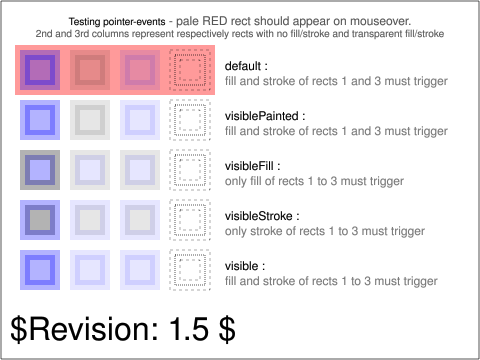 Testing pointer-events - pale RED rect should appear on mouseover.
2nd and 3rd columns represent respectively rects with no fill/stroke and transparent fill/stroke
default :
fill and stroke of rects 1 and 3 must trigger
visiblePainted :
fill and stroke of rects 1 and 3 must trigger
visibleFill :
only fill of rects 1 to 3 must trigger
visibleStroke :
only stroke of rects 1 to 3 must trigger
visible :
fill and stroke of rects 1 to 3 must trigger
$Revision: 1.5 $